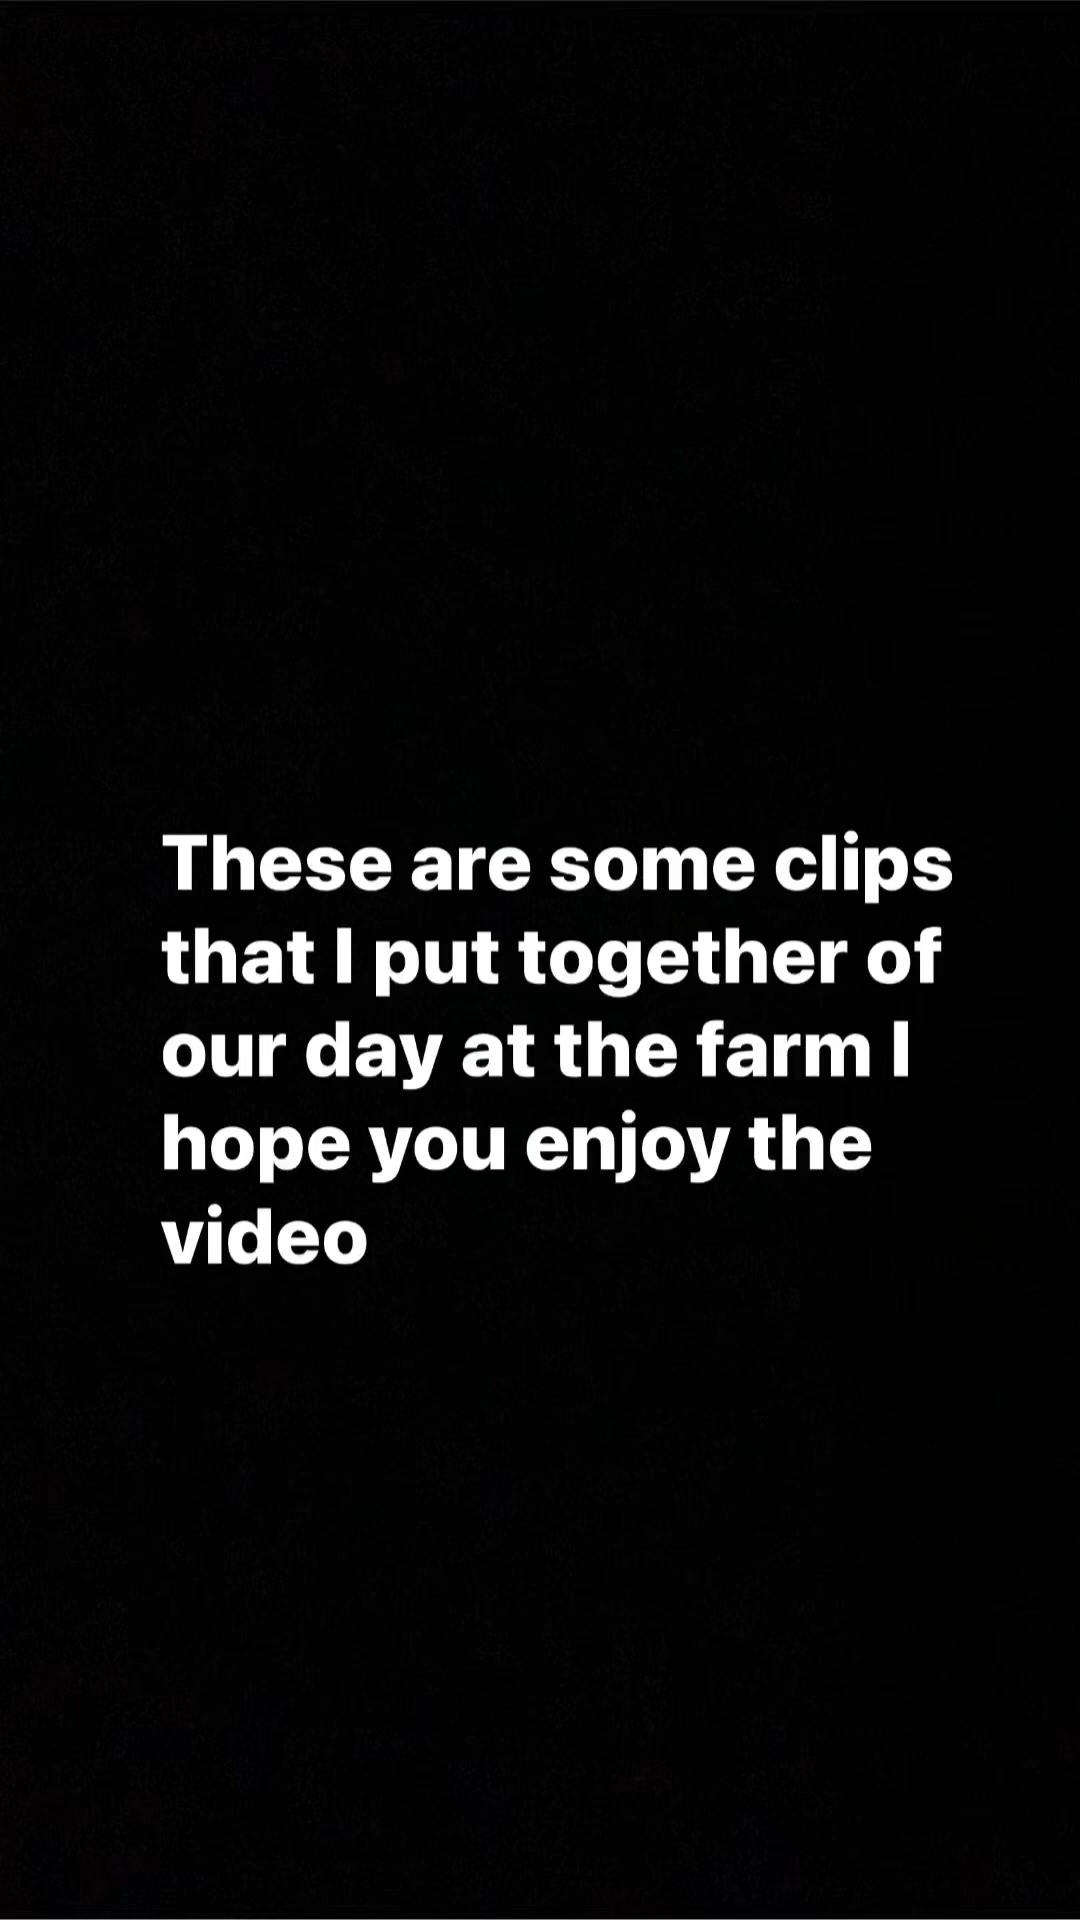 These are some clips
that I put together of
our day at the farm I
hope you enjoy the
video